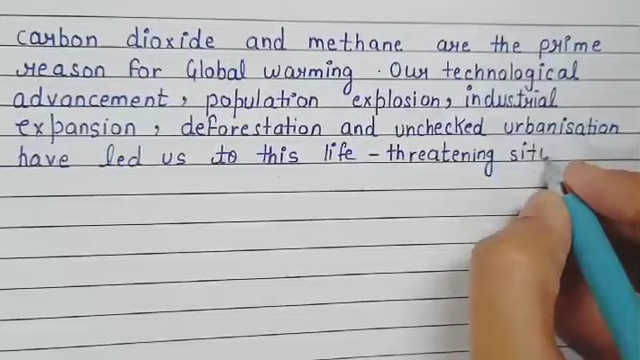 carbon dioxide and methane are the prime
reason for Global warming . Our technological
advancement, population explosion, industrial
expansion, deforestation and unchecked urbanisation
have led us to this life - threatening situ